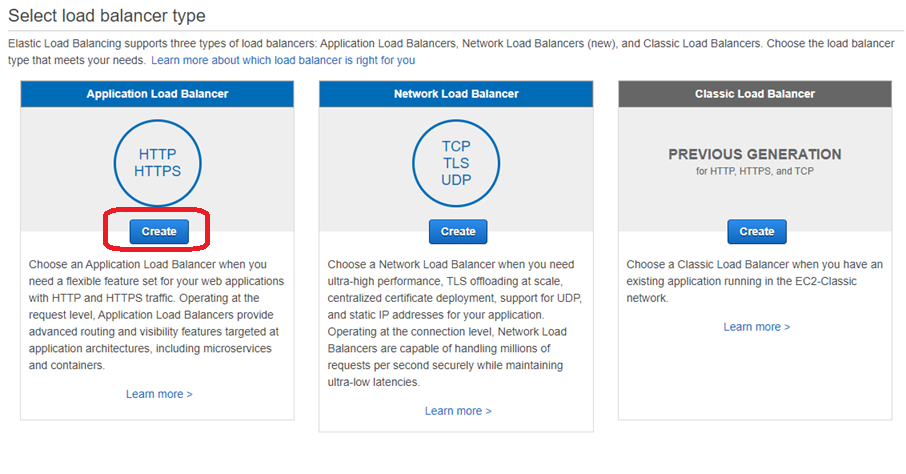 Select load balancer type
Elastic Load Balancing supports three types of load balancers: Application Load Balancers, Network Load Balancers (new), and Classic Load Balancers. Choose the load balancer
type that meets your needs. Learn more about which load balancer is right for you
Application Load Balancer
HTTP
HTTPS
Create
Choose an Application Load Balancer when you
need a flexible feature set for your web applications
with HTTP and HTTPS traffic. Operating at the
request level, Application Load Balancers provide
advanced routing and visibility features targeted at
application architectures, including microservices
and containers.
Learn more >
Network Load Balancer
TCP
TLS
UDP
Create
Choose a Network Load Balancer when you need
ultra-high performance, TLS offloading at scale,
centralized certificate deployment, support for UDP,
and static IP addresses for your application.
Operating at the connection level, Network Load
Balancers are capable of handling millions of
requests per second securely while maintaining
ultra-low latencies.
Learn more >
Classic Load Balancer
PREVIOUS GENERATION
for HTTP, HTTPS, and TCP
Create
Choose a Classic Load Balancer when you have an
existing application running in the EC2-Classic
network.
Learn more >